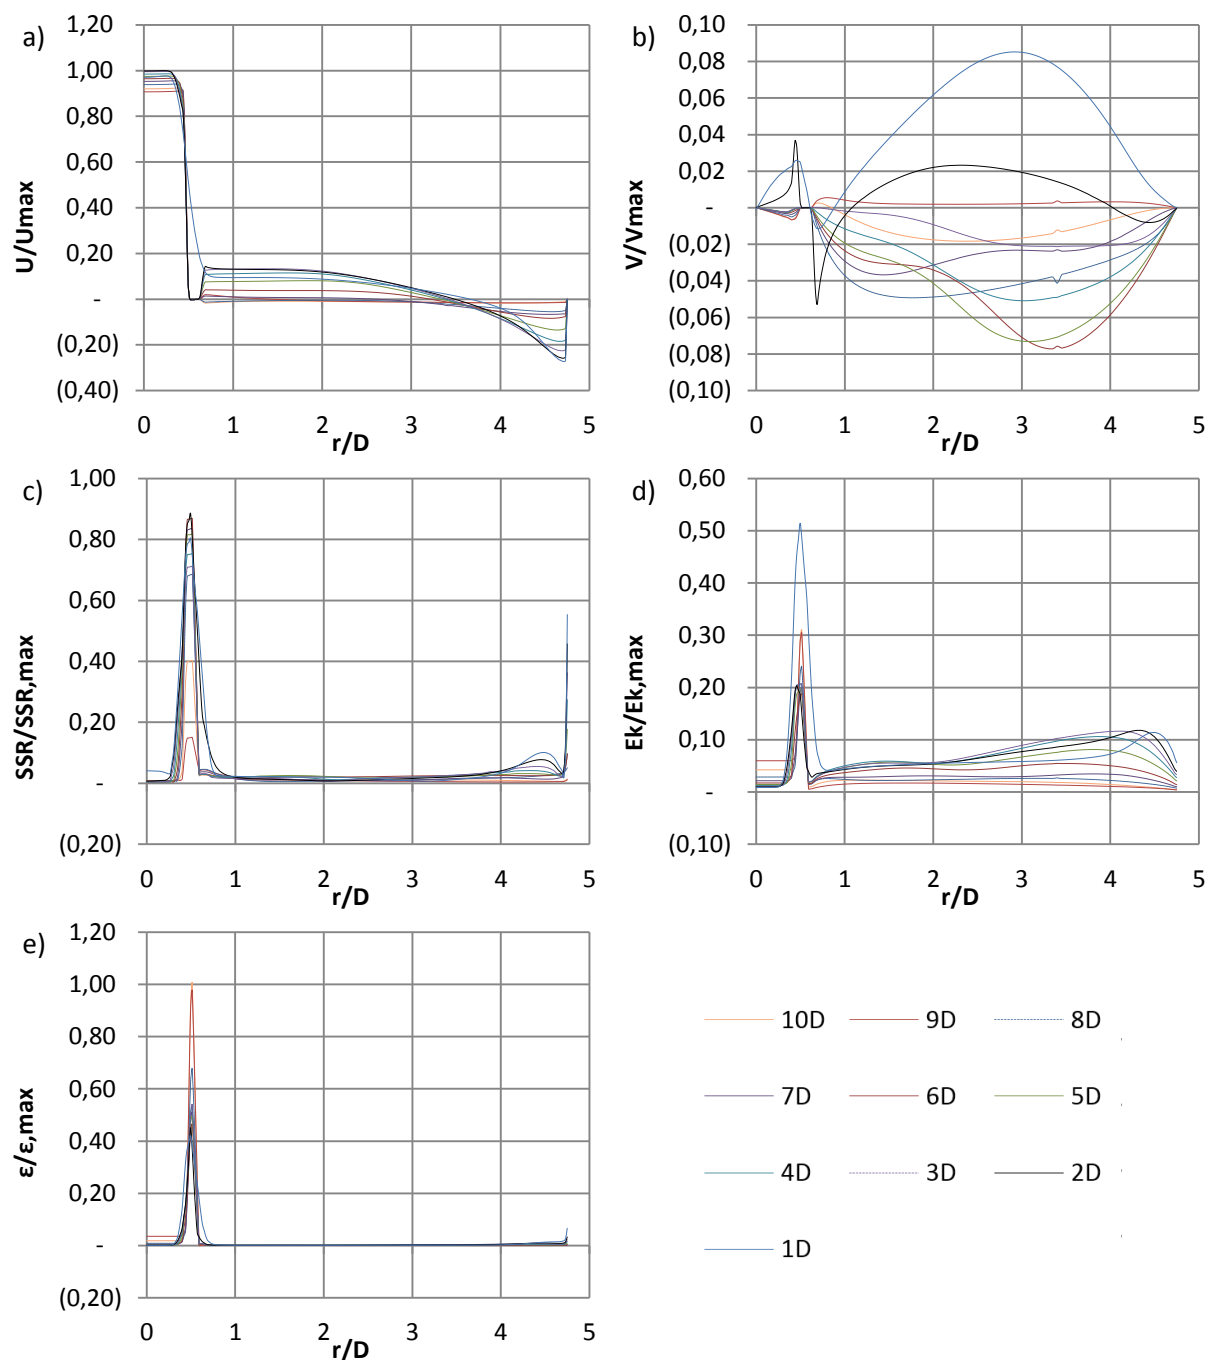 a)
1,20
1,00
0,80
0,60
0,40
0,20
-
(0,20)
(0,40)
U/Umax
0 1 2 3 4 5
r/D
b)
0,10
0,08
0,06
0,04
0,02
-
(0,02)
(0,04)
(0,06)
(0,08)
(0,10)
V/Vmax
0 1 2 3 4 5
r/D
c)
1,00
0,80
0,60
0,40
0,20
-
(0,20)
SSR/SSR,max
0 1 2 3 4 5
r/D
d)
0,60
0,50
0,40
0,30
0,20
0,10
-
(0,10)
Ek/Ek,max
0 1 2 3 4 5
r/D
e)
1,20
1,00
0,80
0,60
0,40
0,20
-
(0,20)
ε/ε,max
0 1 2 3 4 5
r/D
10D 9D 8D
7D 6D 5D
4D 3D 2D
1D